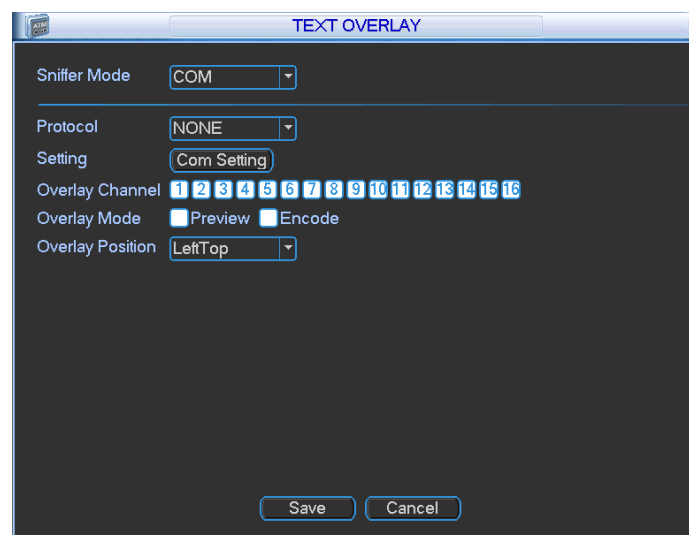 ATM
TEXT OVERLAY
Sniffer Mode COM
Protocol NONE
Setting Com Setting
Overlay Channel 1 2 3 4 5 6 7 8 9 10 11 12 13 14 15 16
Overlay Mode Preview Encode
Overlay Position LeftTop
Save Cancel